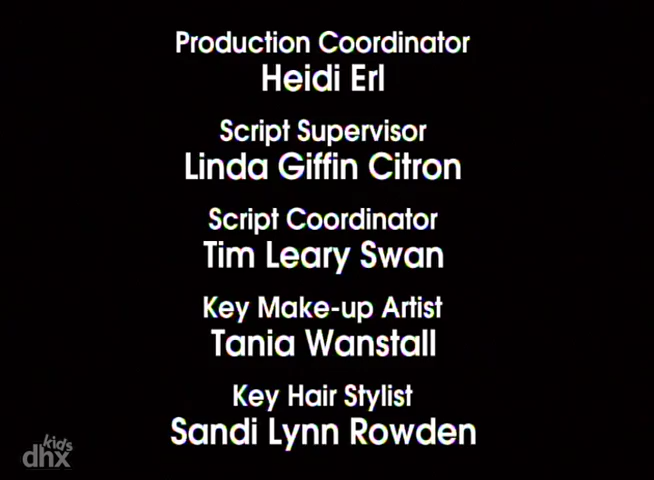 Production Coordinator
Heidi Erl
Script Supervisor
Linda Giffin Citron
Script Coordinator
Tim Leary Swan
Key Make-up Artist
Tania Wanstall
Key Hair Stylist
Sandi Lynn Rowden
kids
dhx